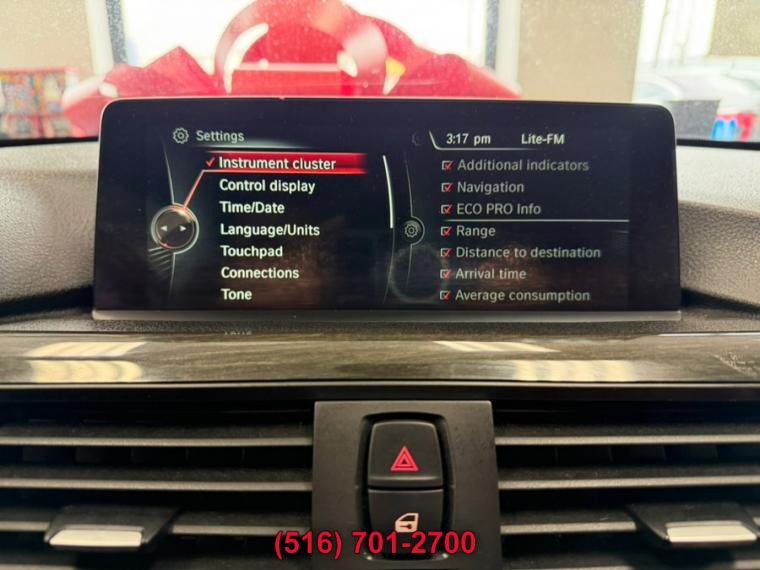 Settings
3:17 pm Lite-FM
Instrument cluster
Control display
Time/Date
Language/Units
Touchpad
Connections
Tone
Additional indicators
Navigation
ECO PRO Info
Range
Distance to destination
Arrival time
Average consumption
(516) 701-2700